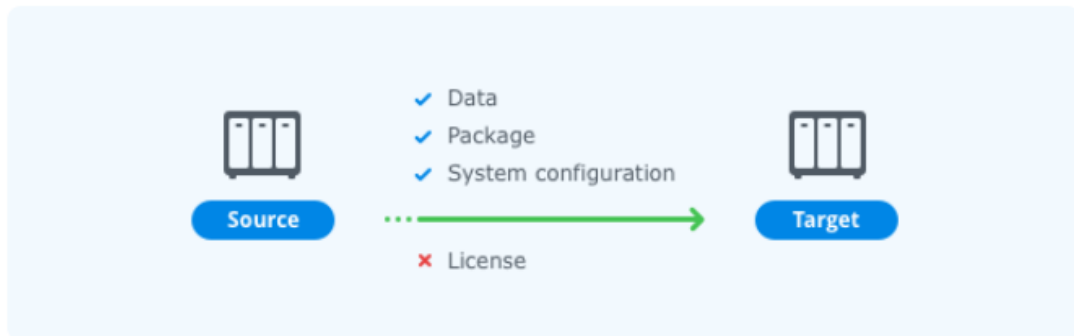 Data
Package
System configuration
Source
Target
License